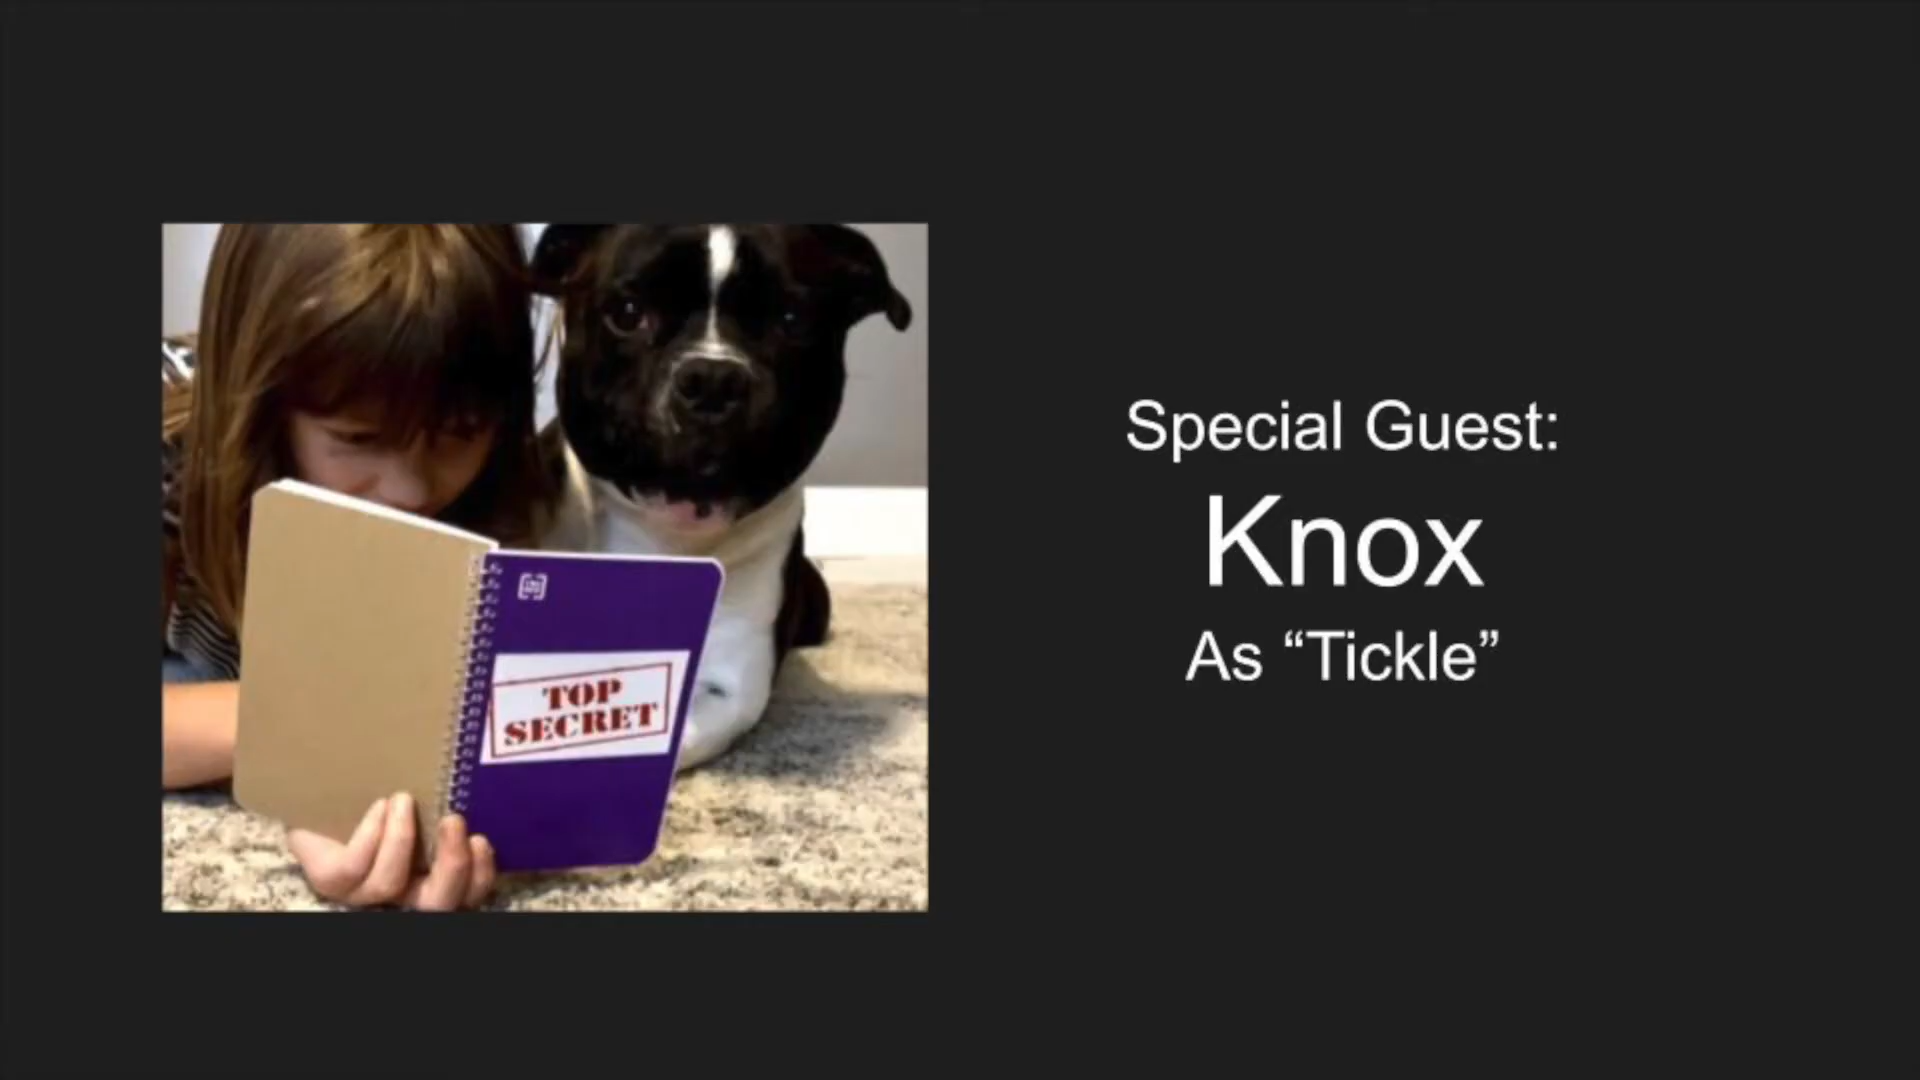 TOP
SECRET
Special Guest:
Knox
As “Tickle”